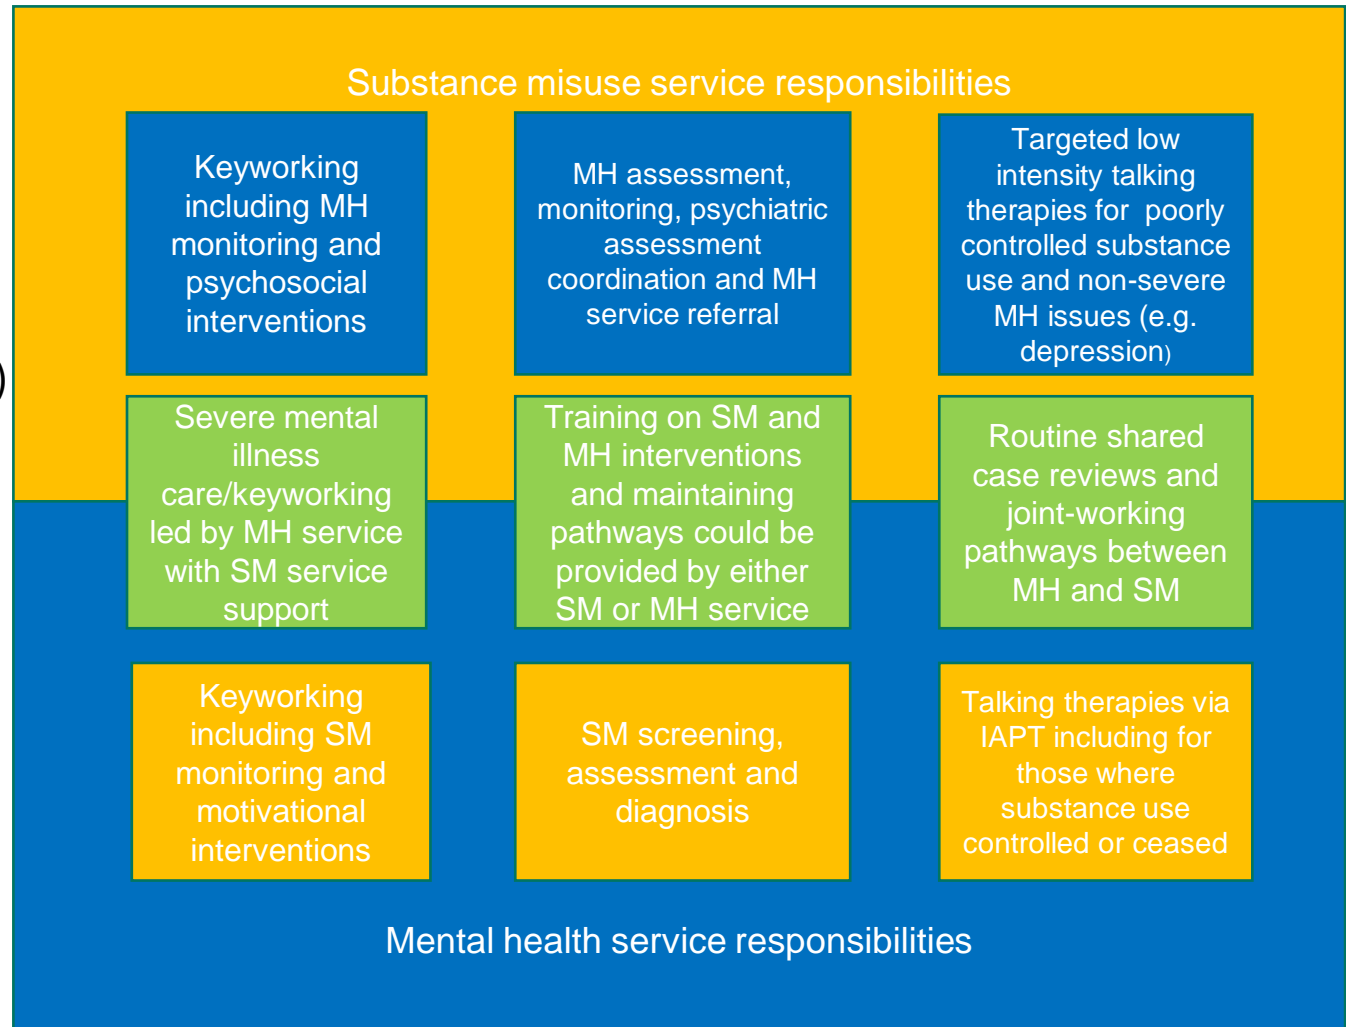 Substance misuse service responsibilities
Keyworking
including MH
monitoring and
psychosocial
interventions
MH assessment,
monitoring, psychiatric
assessment
coordination and MH
service referral
Targeted low
intensity talking
therapies for poorly
controlled substance
use and non-severe
MH issues (e.g.
depression)
)
Severe mental
illness
care/keyworking
led by MH service
with SM service
support
Training on SM and
MH interventions
and maintaining
pathways could be
provided by either
SM or MH service
Routine shared
case reviews and
joint-working
pathways between
MH and SM
Keyworking
including SM
monitoring and
motivational
interventions
SM screening,
assessment and
diagnosis
Talking therapies via
IAPT including for
those where
substance use
controlled or ceased
Mental health service responsibilities